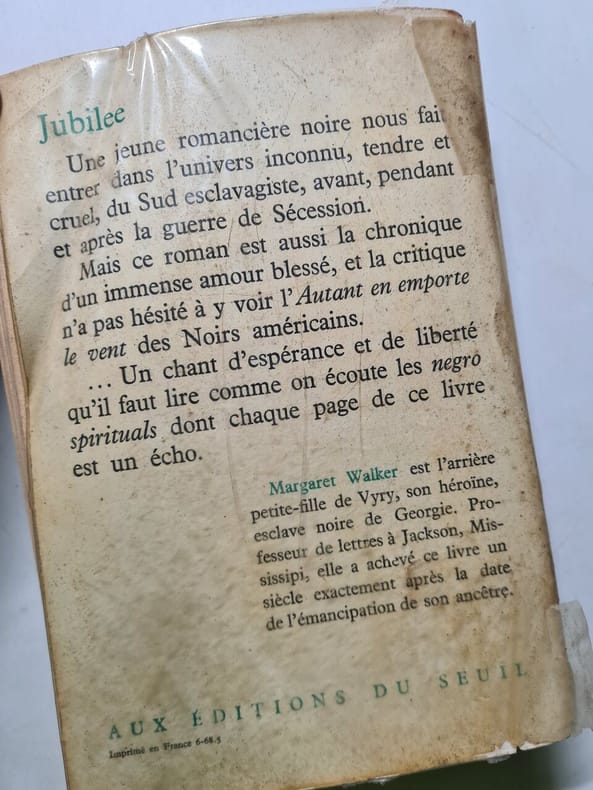 Jubilee
Une jeune romancière noire nous fait
entrer dans l'univers inconnu, tendre et
cruel, du Sud esclavagiste, avant, pendant
et après la guerre de Sécession.
Mais ce roman est aussi la chronique
d'un immense amour blessé, et la critique
n'a pas hésité à y voir l'Autant en emporte
le vent des Noirs américains.
... Un chant d'espérance et de liberté
qu'il faut lire comme on écoute les negro
spirituals dont chaque page de ce livre
est un écho.
Margaret Walker est l'arrière
petite-fille de Vyry, son héroïne,
esclave noire de Georgie. Pro-
fesseur de lettres à Jackson, Mis-
sissipi, elle a achevé ce livre un
siècle exactement après la date
de l'émancipation de son ancêtre.
AUX ÉDITIONS DU SEUIL
Imprimé en France 6-68.5